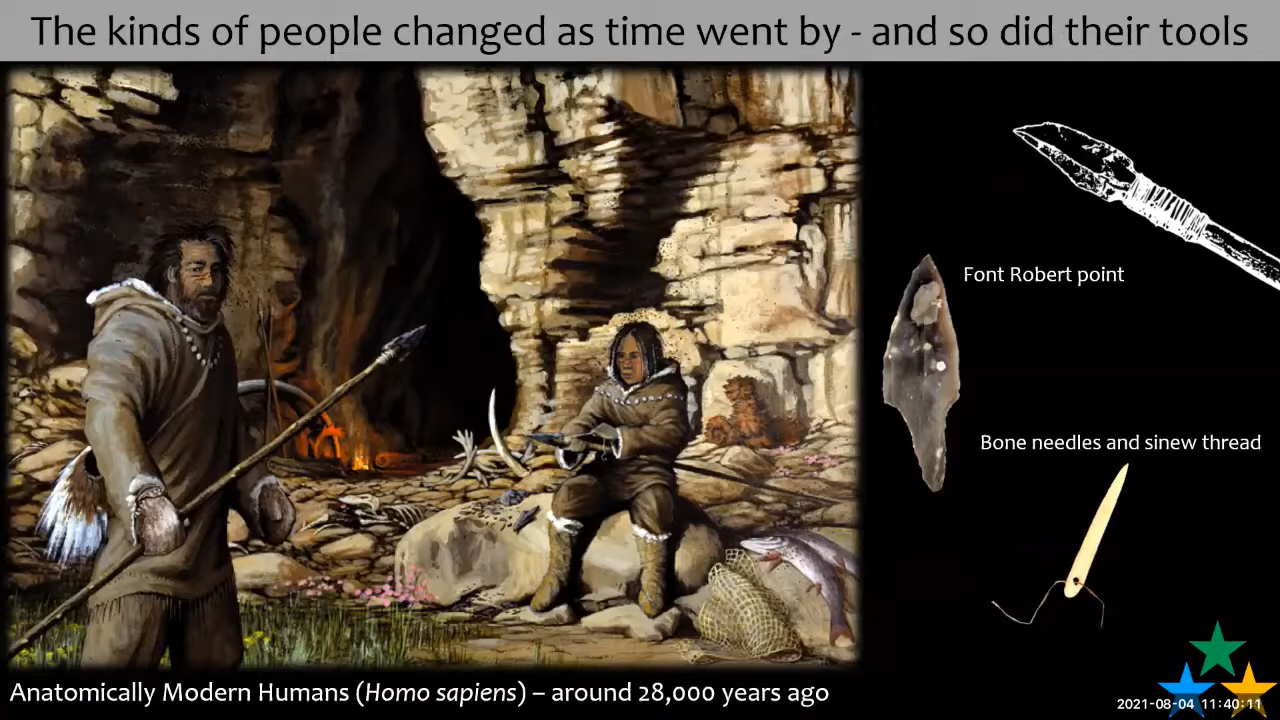 The kinds of people changed as time went by - and so did their tools
Font Robert point
Bone needles and sinew thread
Anatomically Modern Humans (Homo sapiens) – around 28,000 years ago
2021-08-04 11:40:11